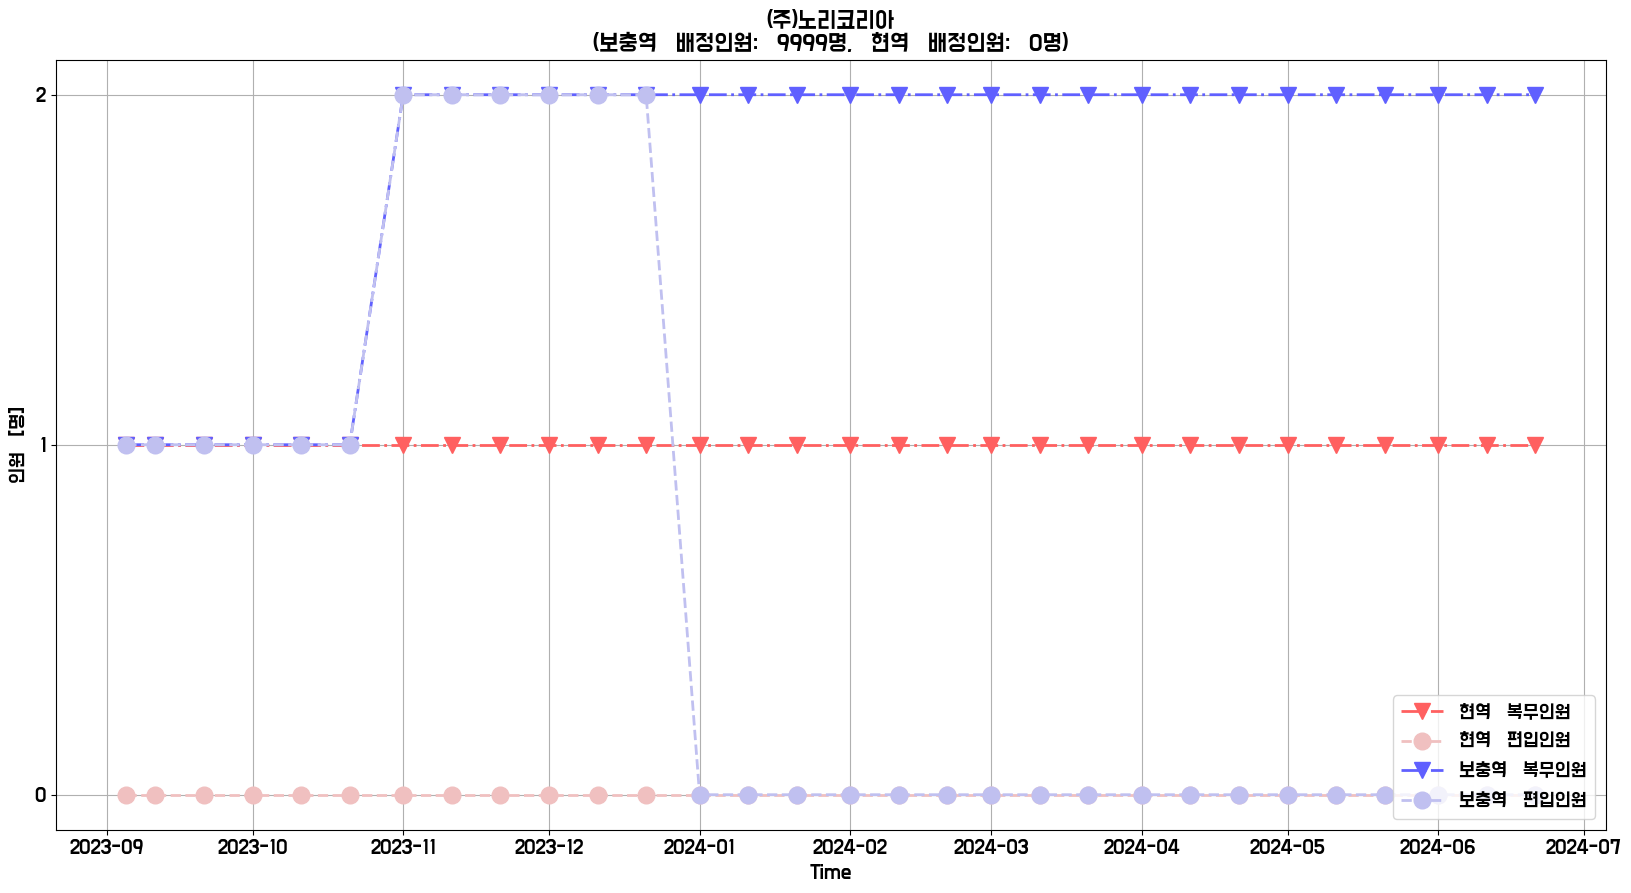 (주)노리코리아
(보충역 배정인원: 9999명, 현역 배정인원: 0명)
인원 [명]
2
1
0
2023-09 2023-10 2023-11 2023-12 2024-01 2024-02 2024-03 2024-04 2024-05 2024-06 2024-07
Time
현역 복무인원
현역 편입인원
보충역 복무인원
보충역 편입인원